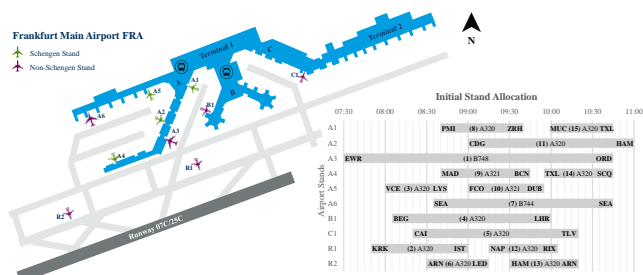 Frankfurt Main Airport FRA
Schengen Stand
Non-Schengen Stand
Terminal 1
Terminal 2
C
A
B
A1
A5
A6
A2
A3
A4
B1
C1
R1
R2
N
Runway 07C/25C
Initial Stand Allocation
07:30 08:00 08:30 09:00 09:30 10:00 10:30 11:00
Airport Stands
A1 PMI (8) A320 ZRH MUC (15) A320 TXL
A2 CDG (11) A320 HAM
A3 EWR (1) B748 ORD
A4 MAD (9) A321 BCN TXL (14) A320 SCQ
A5 VCE (3) A320 LYS FCO (10) A321 DUB
A6 SEA (7) B744 SEA
B1 BEG (4) A320 LHR
C1 CAI (5) A320 TLV
R1 KRK (2) A320 IST NAP (12) A320 RIX
R2 ARN (6) A320 LED HAM (13) A320 ARN